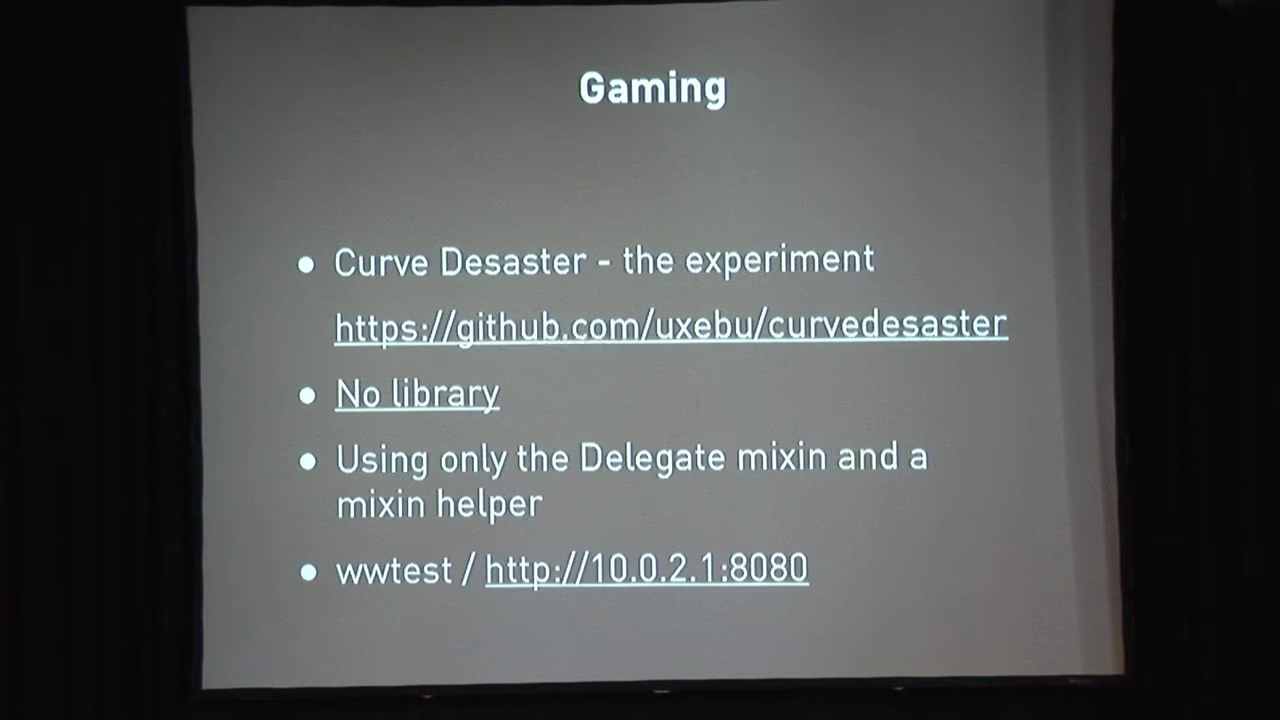 Gaming
● Curve Desaster - the experiment
https://github.com/uxebu/curvedesaster
● No library
● Using only the Delegate mixin and a
mixin helper
● wwtest / http://10.0.2.1:8080